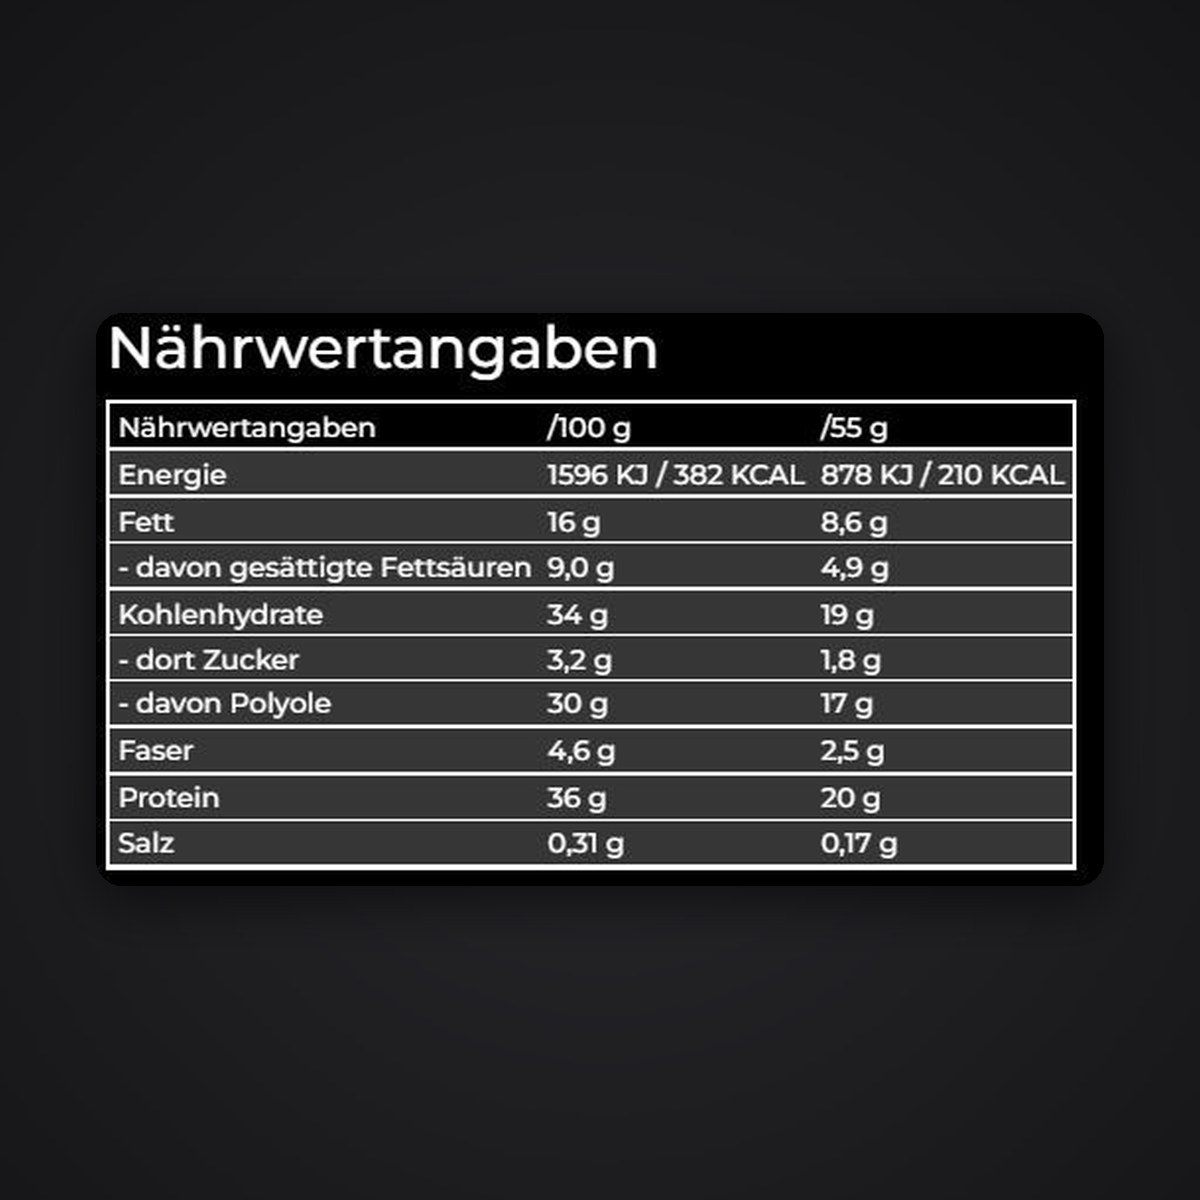 Nährwertangaben
Nährwertangaben /100 g /55 g
Energie 1596 KJ / 382 KCAL 878 KJ / 210 KCAL
Fett 16 g 8,6 g
- davon gesättigte Fettsäuren 9,0 g 4,9 g
Kohlenhydrate 34 g 19 g
- dort Zucker 3,2 g 1,8 g
- davon Polyole 30 g 17 g
Faser 4,6 g 2,5 g
Protein 36 g 20 g
Salz 0,31 g 0,17 g